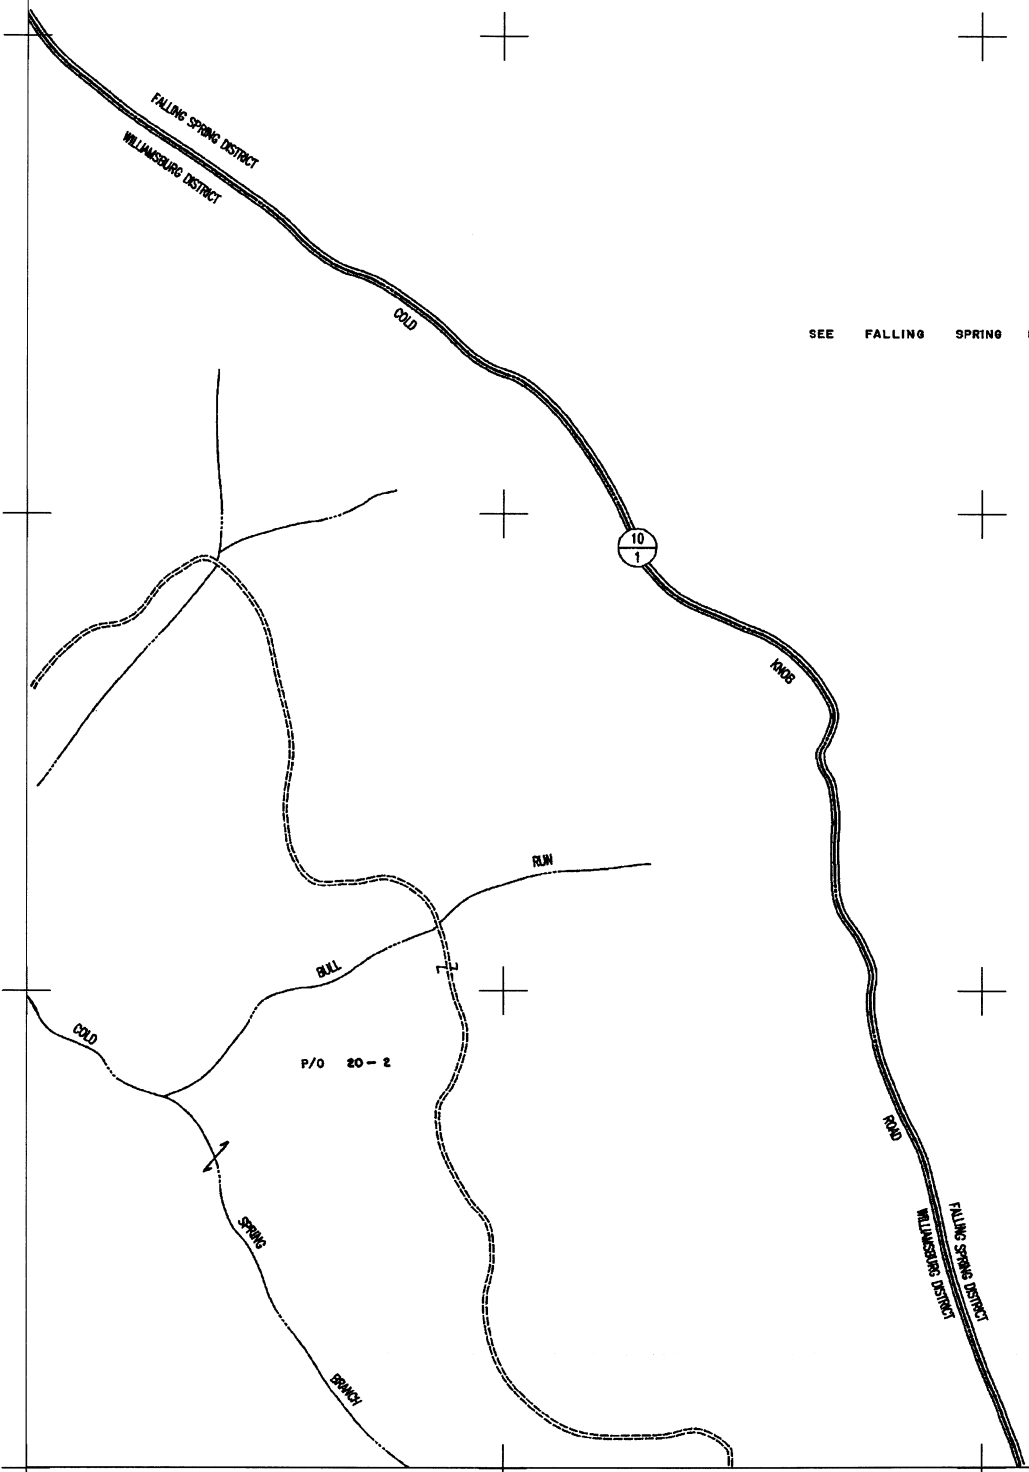 FALLING SPRING DISTRICT
WILLIAMSBURG DISTRICT
COLD
SEE FALLING SPRING
10
1
KNOB
RUN
BULL
COLD
P/O 20-2
ROAD
SPRING
FALLING SPRING DISTRICT
WILLIAMSBURG DISTRICT
BRANCH